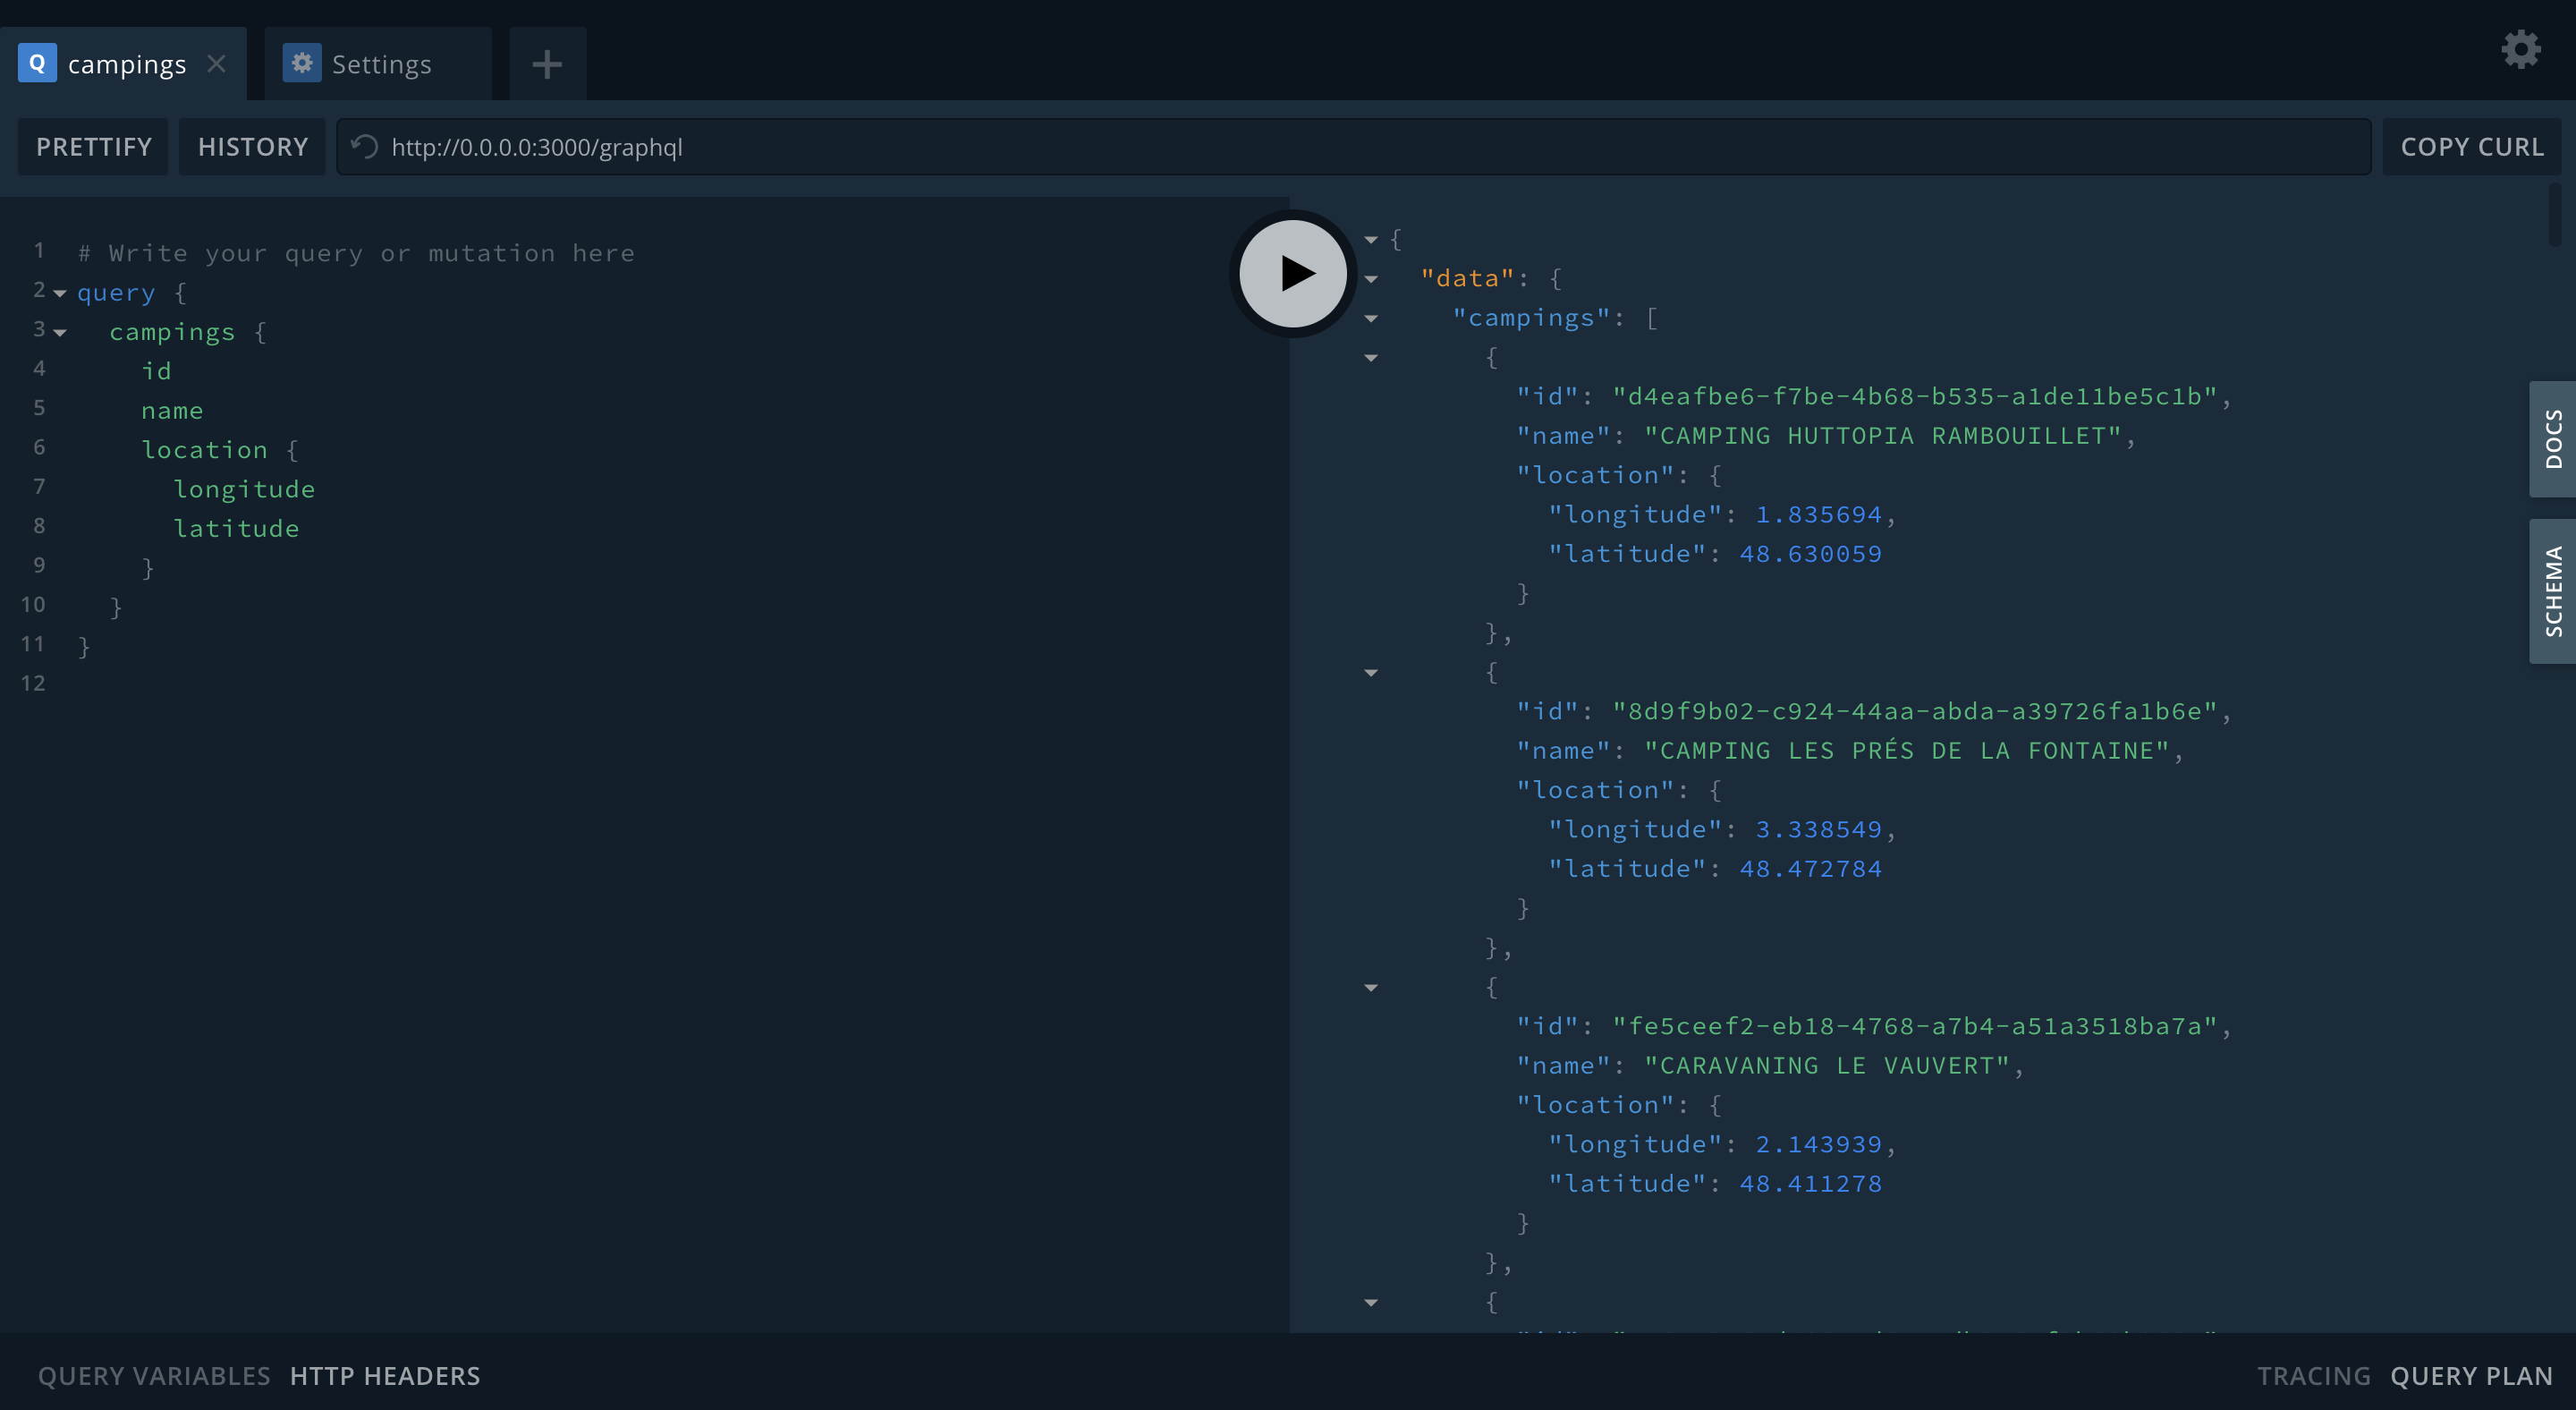 Q campings
Settings
PRETTIFY
HISTORY
http://0.0.0.0:3000/graphql
COPY CURL
1 # Write your query or mutation here
2 query {
3 campings {
4 id
5 name
6 location {
7 longitude
8 latitude
9 }
10 }
11 }
12
{
"data": {
"campings": [
{
"id": "d4eafbe6-f7be-4b68-b535-a1de11be5c1b",
"name": "CAMPING HUTTOPIA RAMBOUILLET",
"location": {
"longitude": 1.835694,
"latitude": 48.630059
}
},
{
"id": "8d9f9b02-c924-44aa-abda-a39726fa1b6e",
"name": "CAMPING LES PRÉS DE LA FONTAINE",
"location": {
"longitude": 3.338549,
"latitude": 48.472784
}
},
{
"id": "fe5ceef2-eb18-4768-a7b4-a51a3518ba7a",
"name": "CARAVANING LE VAUVERT",
"location": {
"longitude": 2.143939,
"latitude": 48.411278
}
},
{
DOCS
SCHEMA
QUERY VARIABLES
HTTP HEADERS
TRACING
QUERY PLAN